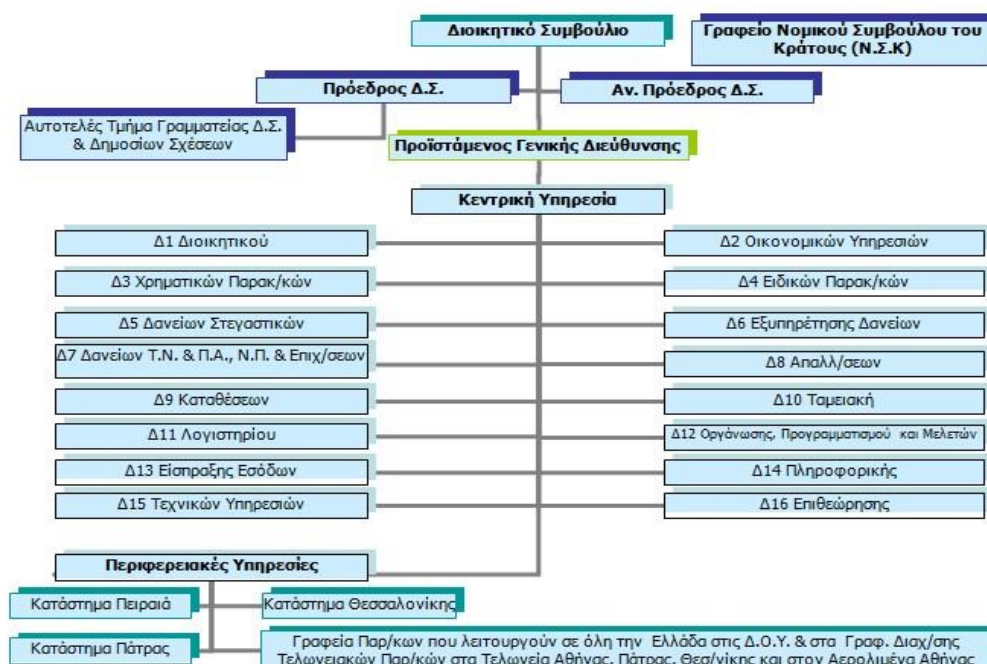 Διοικητικό Συμβούλιο
Γραφείο Νομικού Συμβούλου του
Κράτους (Ν.Σ.Κ)
Πρόεδρος Δ.Σ.
Αν. Πρόεδρος Δ.Σ.
Αυτοτελές Τμήμα Γραμματείας Δ.Σ.
& Δημοσίων Σχέσεων
Προϊστάμενος Γενικής Διεύθυνσης
Κεντρική Υπηρεσία
Δ1 Διοικητικού
Δ2 Οικονομικών Υπηρεσιών
Δ3 Χρηματικών Παρακ/κών
Δ4 Ειδικών Παρακ/κών
Δ5 Δανείων Στεγαστικών
Δ6 Εξυπηρέτησης Δανείων
Δ7 Δανείων Τ.Ν. & Π.Α., Ν.Π. & Επιχ/σεων
Δ8 Απαλλ/σεων
Δ9 Καταθέσεων
Δ10 Ταμειακή
Δ11 Λογιστηρίου
Δ12 Οργάνωσης, Προγραμματισμού και Μελετών
Δ13 Είσπραξης Εσόδων
Δ14 Πληροφορικής
Δ15 Τεχνικών Υπηρεσιών
Δ16 Επιθεώρησης
Περιφερειακές Υπηρεσίες
Κατάστημα Πειραιά
Κατάστημα Θεσσαλονίκης
Κατάστημα Πάτρας
Γραφεία Παρ/κων που λειτουργούν σε όλη την Ελλάδα στις Δ.Ο.Υ. & στα Γραφ. Διαχ/σης
Τελωνειακών Παρ/κών στα Τελωνεία Αθήνας, Πάτρας, Θεσ/νίκης και στον Αερολιμένα Αθήνας